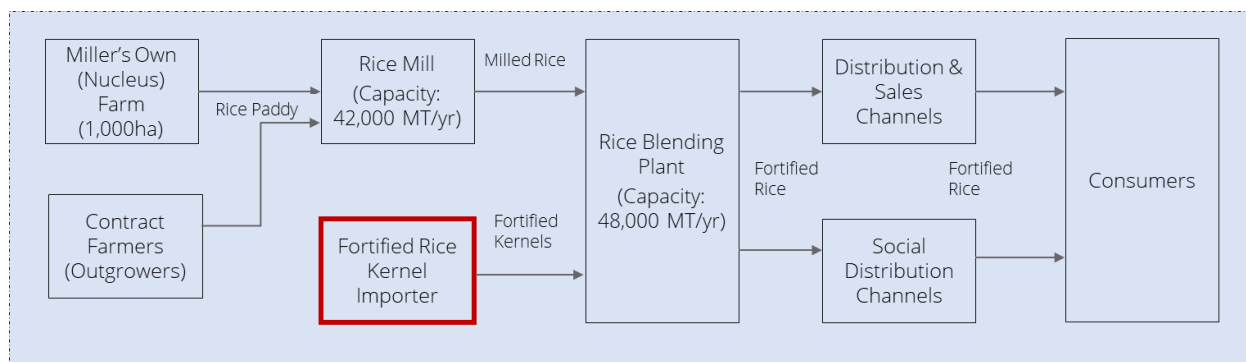 Miller's Own
(Nucleus)
Farm
(1,000ha)
Rice Paddy
Contract
Farmers
(Outgrowers)
Rice Mill
(Capacity:
42,000 MT/yr)
Milled Rice
Fortified Rice
Kernel
Importer
Fortified
Kernels
Rice Blending
Plant
(Capacity:
48,000 MT/yr)
Fortified
Rice
Distribution &
Sales
Channels
Social
Distribution
Channels
Fortified
Rice
Consumers